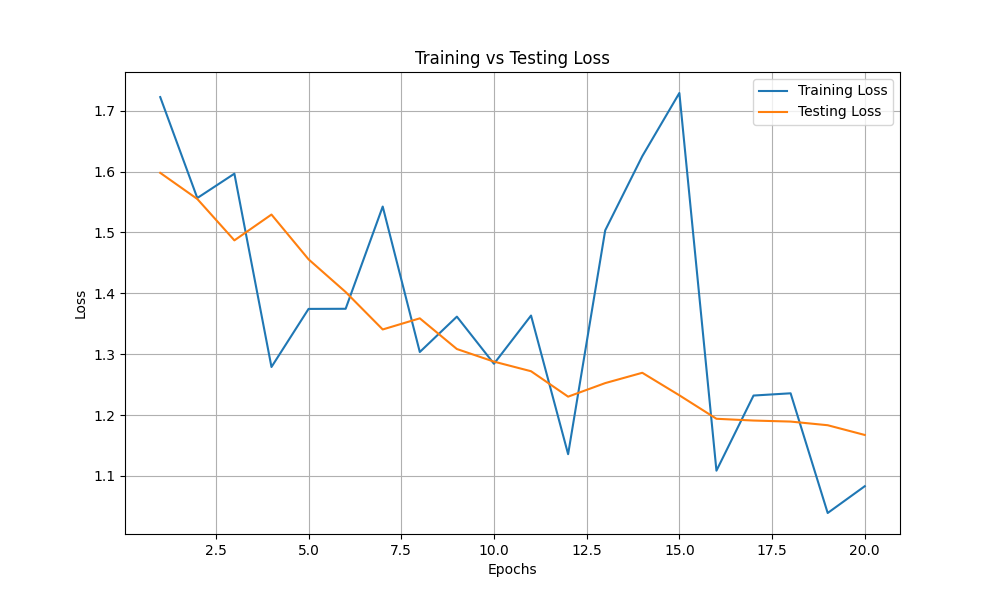 Training vs Testing Loss
Training Loss
Testing Loss
Loss
1.7
1.6
1.5
1.4
1.3
1.2
1.1
2.5 5.0 7.5 10.0 12.5 15.0 17.5 20.0
Epochs